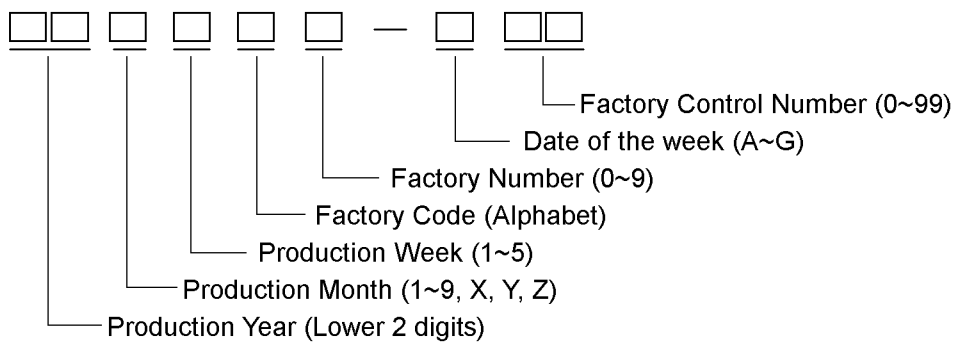 —
Factory Control Number (0~99)
Date of the week (A~G)
Factory Number (0~9)
Factory Code (Alphabet)
Production Week (1~5)
Production Month (1~9, X, Y, Z)
Production Year (Lower 2 digits)